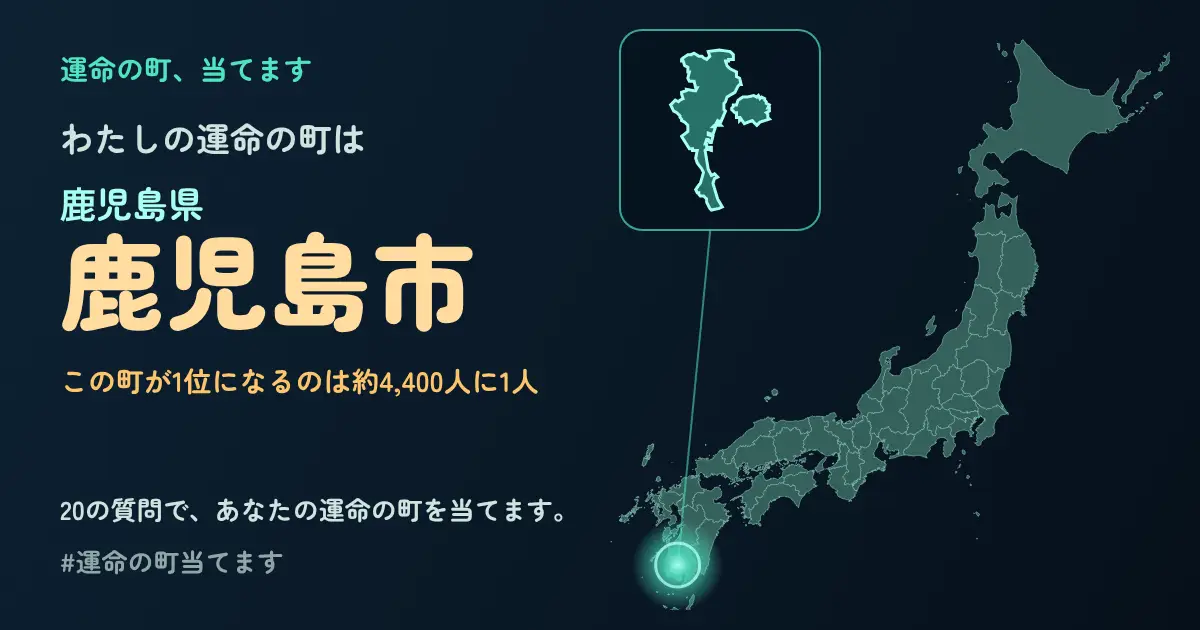 運命の町、当てます
わたしの運命の町は
鹿児島県
鹿児島市
この町が1位になるのは約4,400人に1人
20の質問で、あなたの運命の町を当てます。
#運命の町当てます